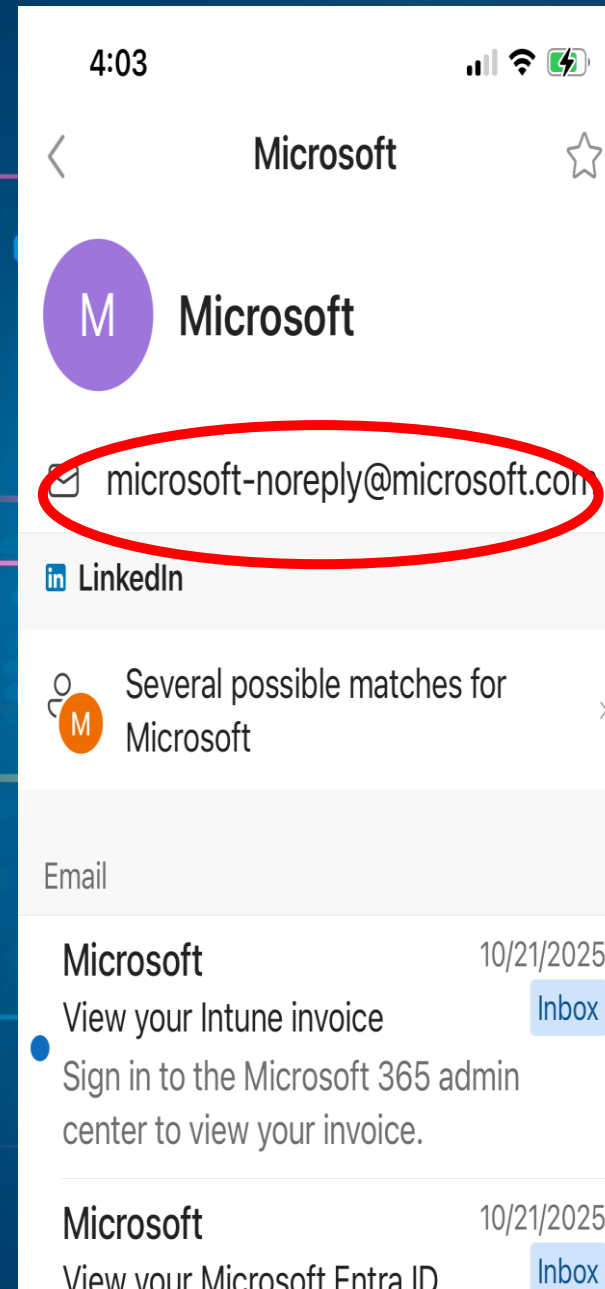 4:03
Microsoft
M
Microsoft
microsoft-noreply@microsoft.com
in LinkedIn
Several possible matches for
M
Microsoft
Email
Microsoft 10/21/2025
View your Intune invoice Inbox
Sign in to the Microsoft 365 admin
center to view your invoice.
Microsoft 10/21/2025
View your Microsoft Entra ID Inbox